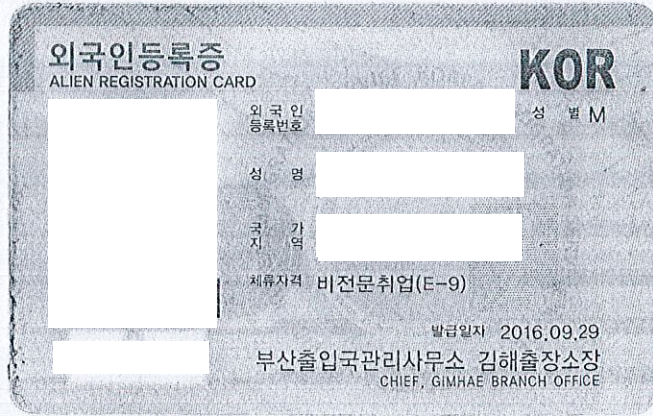 외국인등록증
KOR
ALIEN REGISTRATION CARD
외국인
등록번호
성 별 M
성 명
국 가
지 역
체류자격 비전문취업(E-9)
발급일자 2016.09.29
부산출입국관리사무소 김해출장소장
CHIEF, GIMHAE BRANCH OFFICE